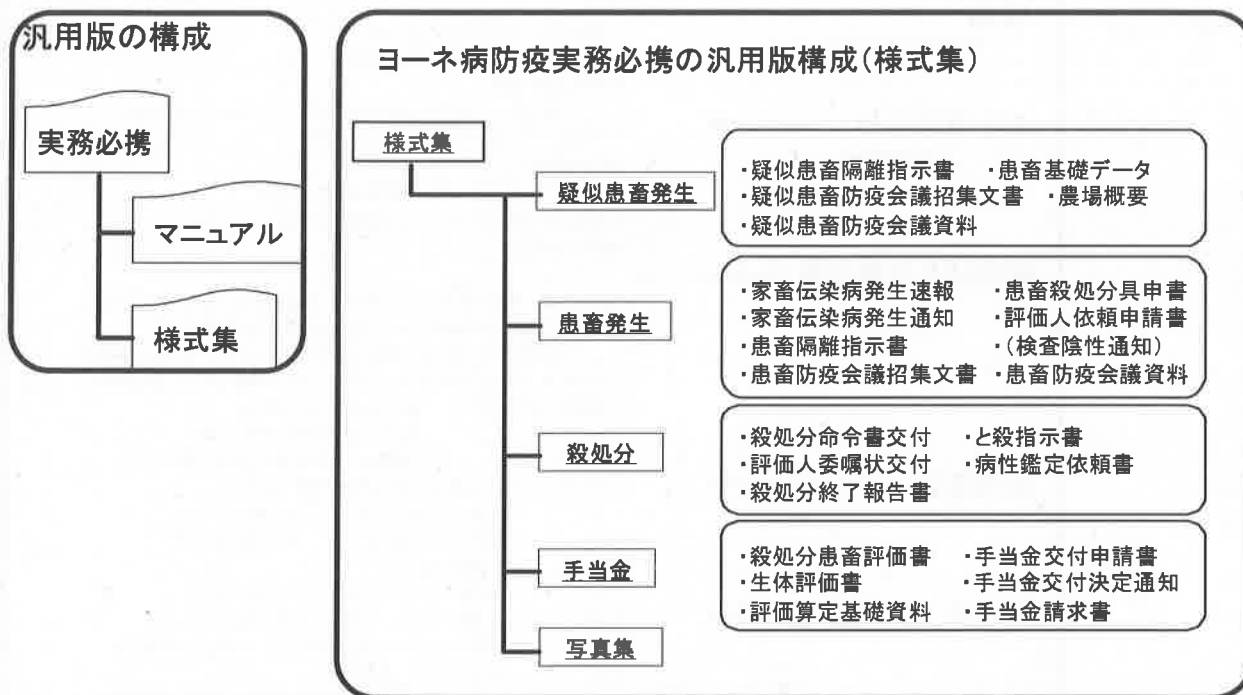 汎用版の構成
実務必携
マニュアル
様式集
ヨーネ病防疫実務必携の汎用版構成(様式集)
様式集
疑似患畜発生
・疑似患畜隔離指示書 ・患畜基礎データ
・疑似患畜防疫会議招集文書 ・農場概要
・疑似患畜防疫会議資料
患畜発生
・家畜伝染病発生速報 ・患畜殺処分具申書
・家畜伝染病発生通知 ・評価人依頼申請書
・患畜隔離指示書 ・(検査陰性通知)
・患畜防疫会議招集文書 ・患畜防疫会議資料
殺処分
・殺処分命令書交付 ・と殺指示書
・評価人委嘱状交付 ・病性鑑定依頼書
・殺処分終了報告書
手当金
・殺処分患畜評価書 ・手当金交付申請書
・生体評価書 ・手当金交付決定通知
・評価算定基礎資料 ・手当金請求書
写真集